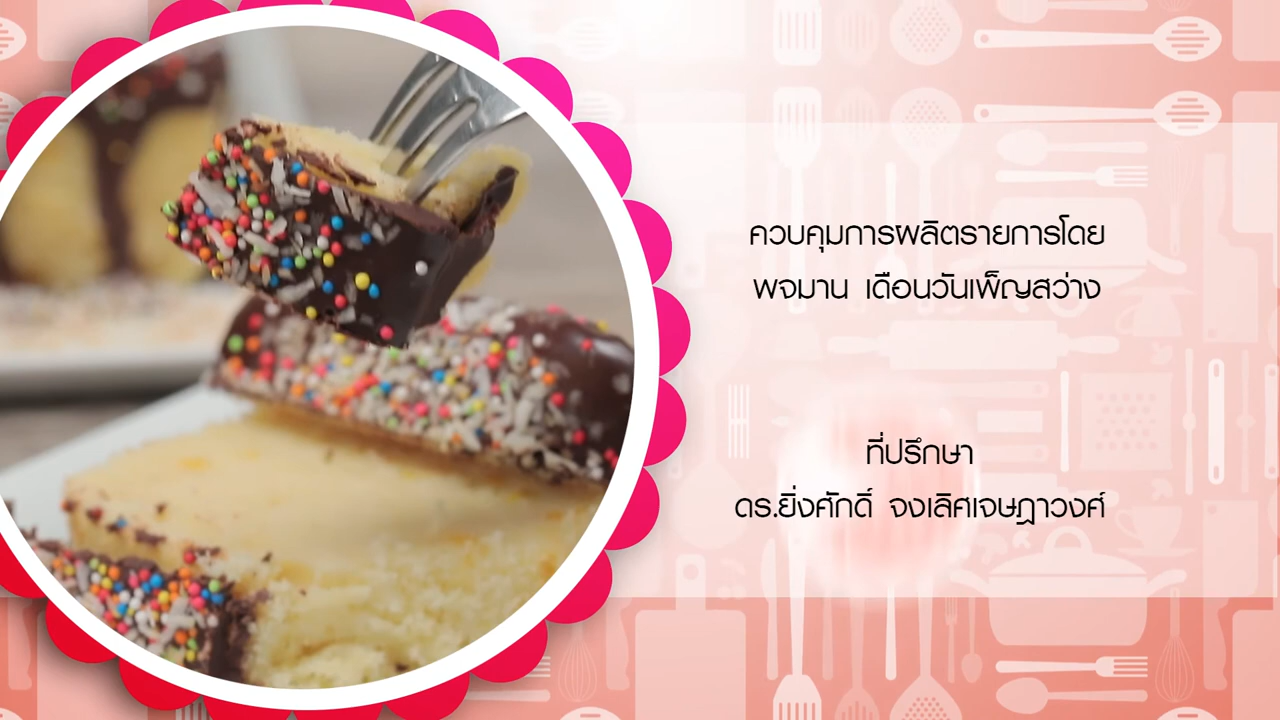 ควบคุมการผลิตรายการโดย
พจมาน เดือนวันเพ็ญสว่าง
ที่ปรึกษา
ดร.ยิ่งศักดิ์ จงเลิศเจษฎาวงศ์